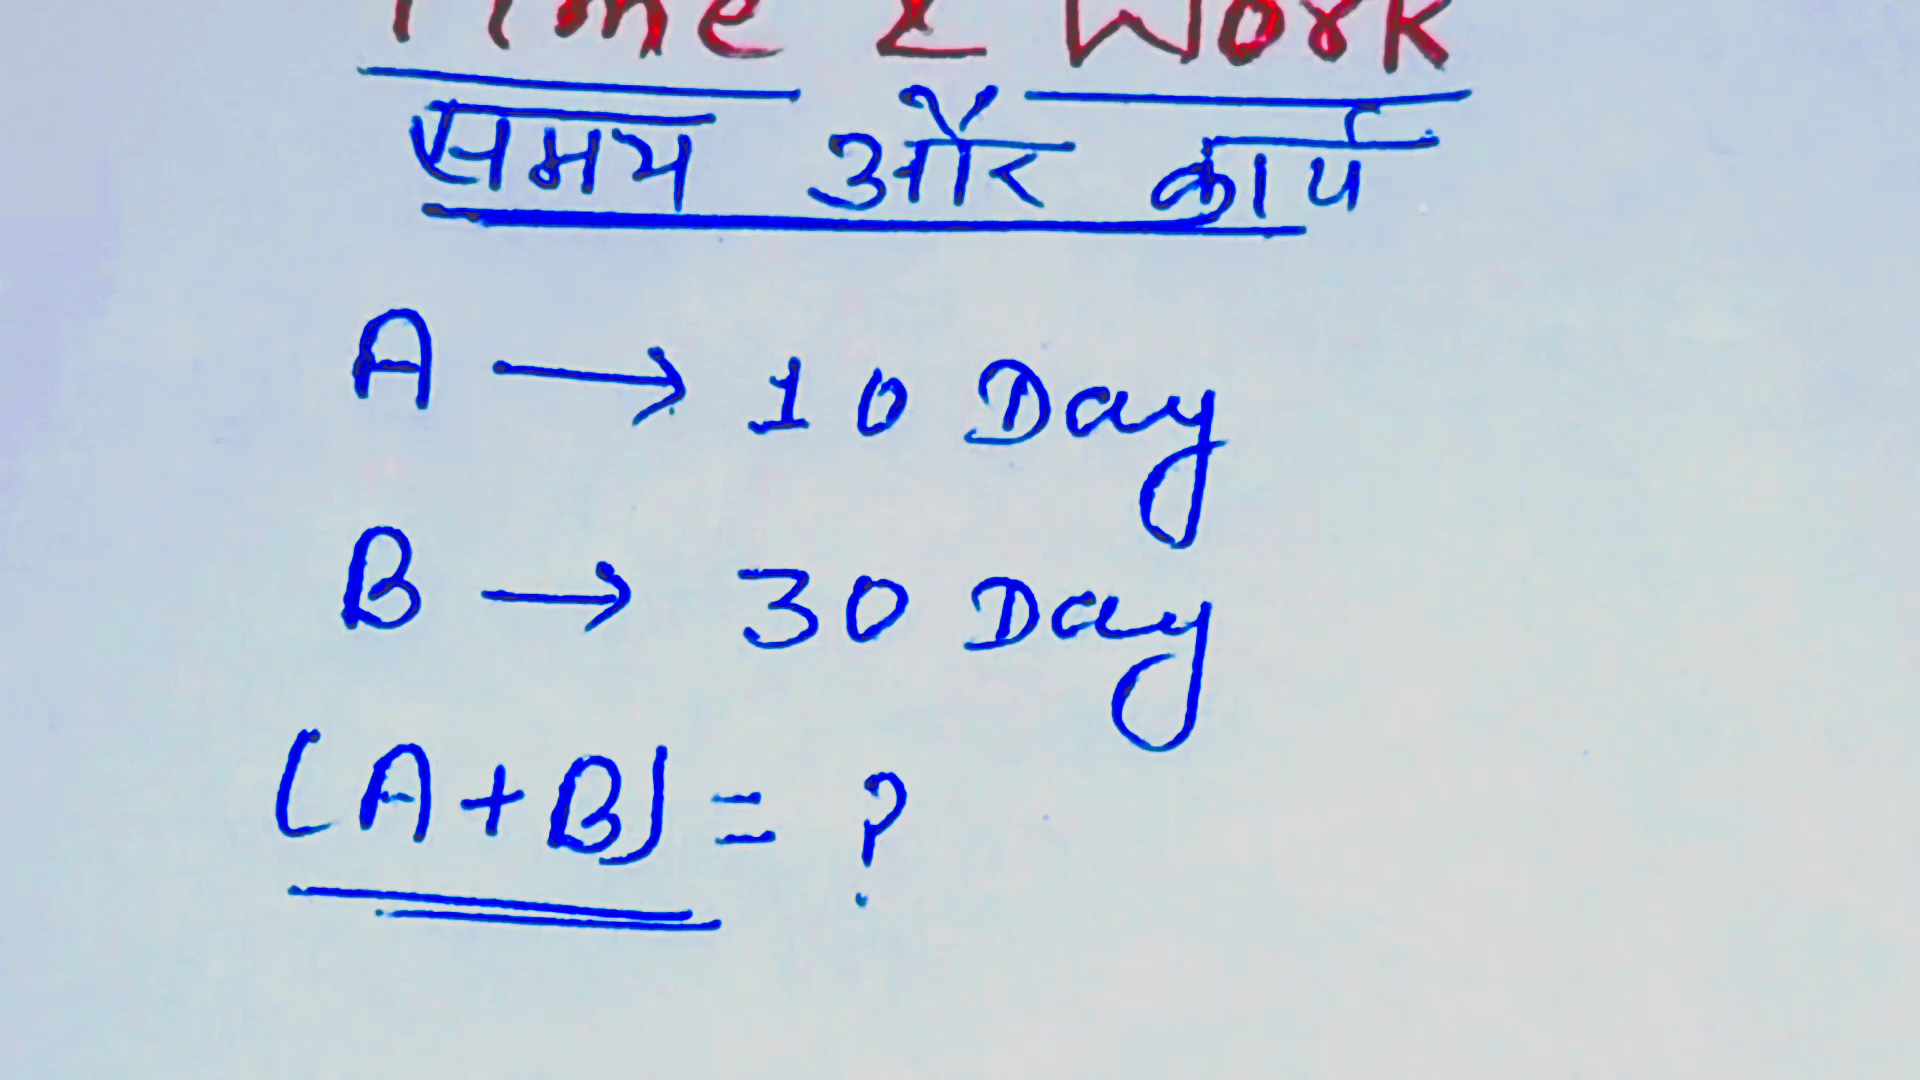 Time & Work
समय और कार्य
A → 10 Day
B → 30 Day
(A+B) = ?